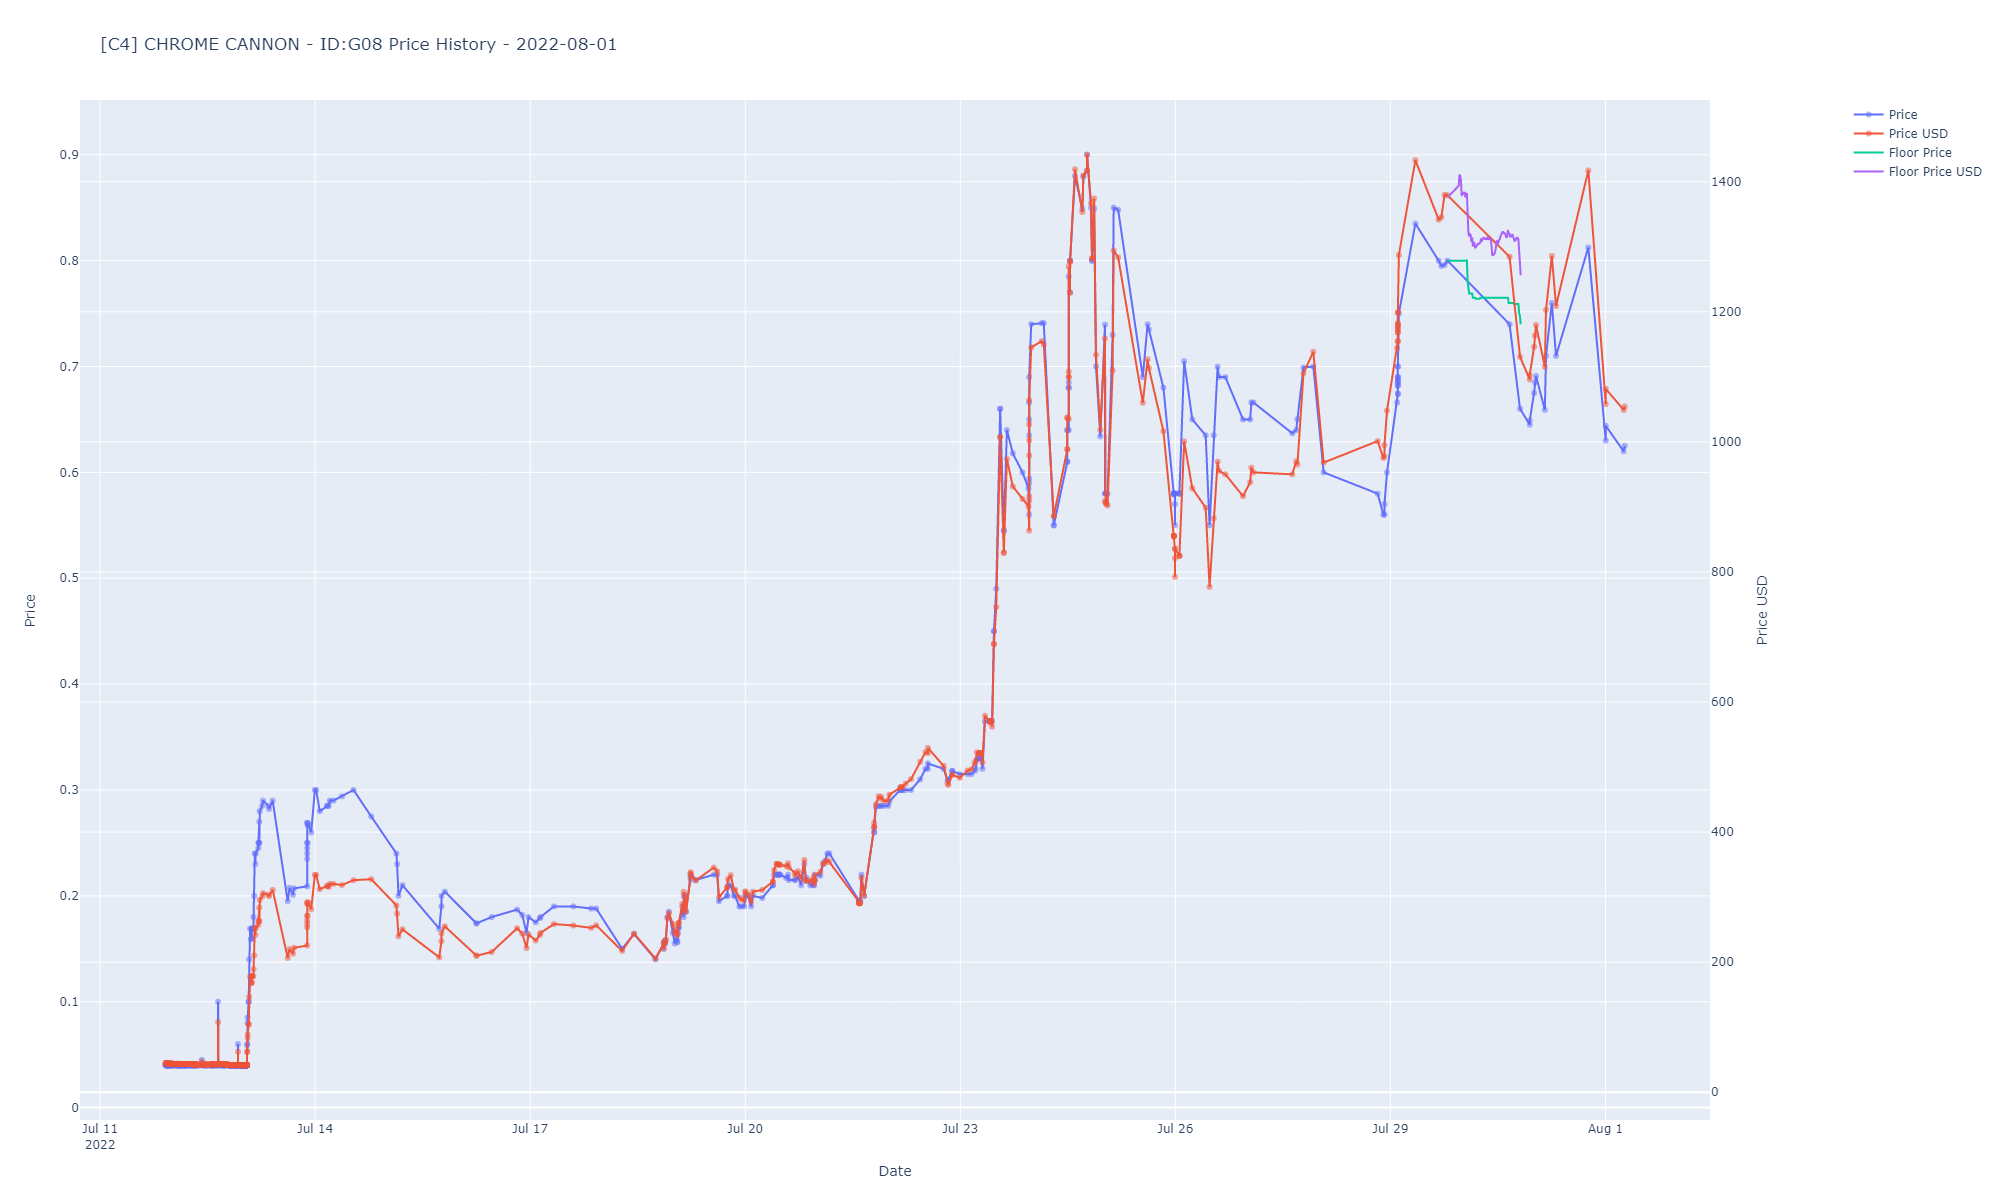 [C4] CHROME CANNON - ID:G08 Price History - 2022-08-01
Price
Price USD
Floor Price
Floor Price USD
0.9
0.8
0.7
0.6
0.5
0.4
0.3
0.2
0.1
0
1400
1200
1000
800
600
400
200
0
Price
Price USD
Jul 11
2022
Jul 14
Jul 17
Jul 20
Jul 23
Jul 26
Jul 29
Aug 1
Date